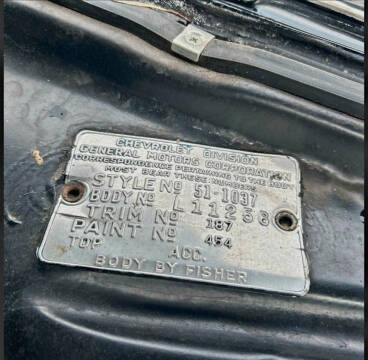 CHEVROLET DIVISION
GENERAL MOTORS CORPORATION
CORRESPONDENCE PERTAINING TO THE BODY
MUST BEAR THESE NUMBERS
STYLE No 51-1037
BODY No L11236
TRIM No 187
PAINT No 454
TOP ACC.
BODY BY FISHER